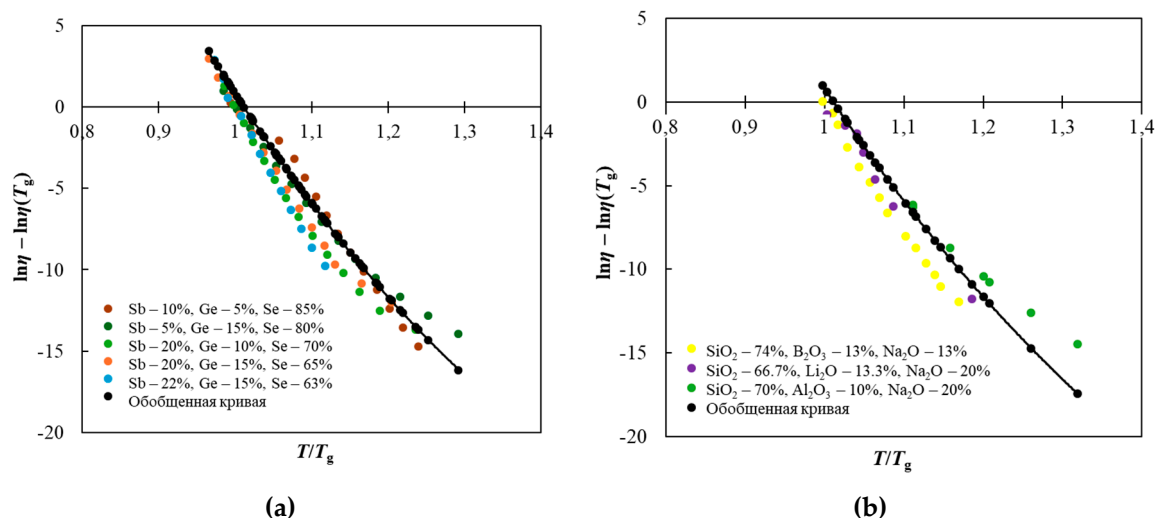 5
0
0,8 1 1,1 1,2 1,3 1,4
-5
-10
-15
-20
lnη – lnη(Tg)
Sb – 10%, Ge – 5%, Se – 85%
Sb – 5%, Ge – 15%, Se – 80%
Sb – 20%, Ge – 10%, Se – 70%
Sb – 20%, Ge – 15%, Se – 65%
Sb – 22%, Ge – 15%, Se – 63%
Обобщенная кривая
T/Tg
(a)
5
0
0,8 0,9 1 1,1 1,2 1,3 1,4
-5
-10
-15
-20
lnη – lnη(Tg)
SiO2 – 74%, B2O3 – 13%, Na2O – 13%
SiO2 – 66.7%, Li2O – 13.3%, Na2O – 20%
SiO2 – 70%, Al2O3 – 10%, Na2O – 20%
Обобщенная кривая
T/Tg
(b)